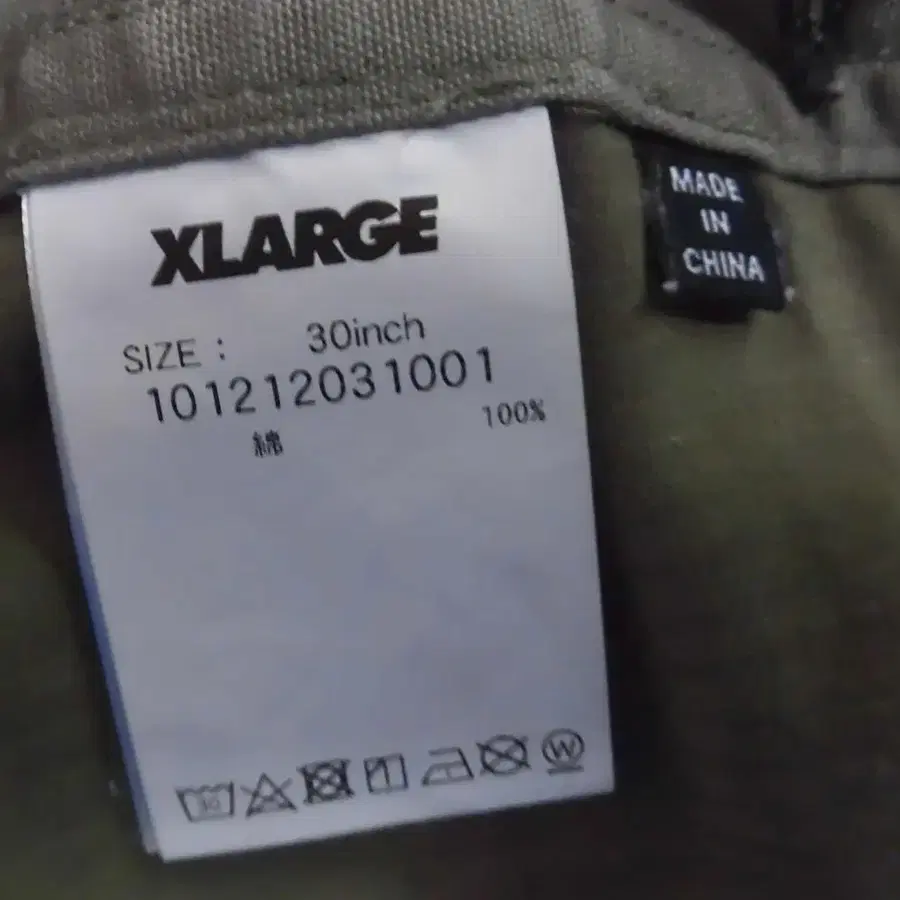 XLARGE
SIZE : 30inch
101212031001
綿 100%
W
MADE
IN
CHINA